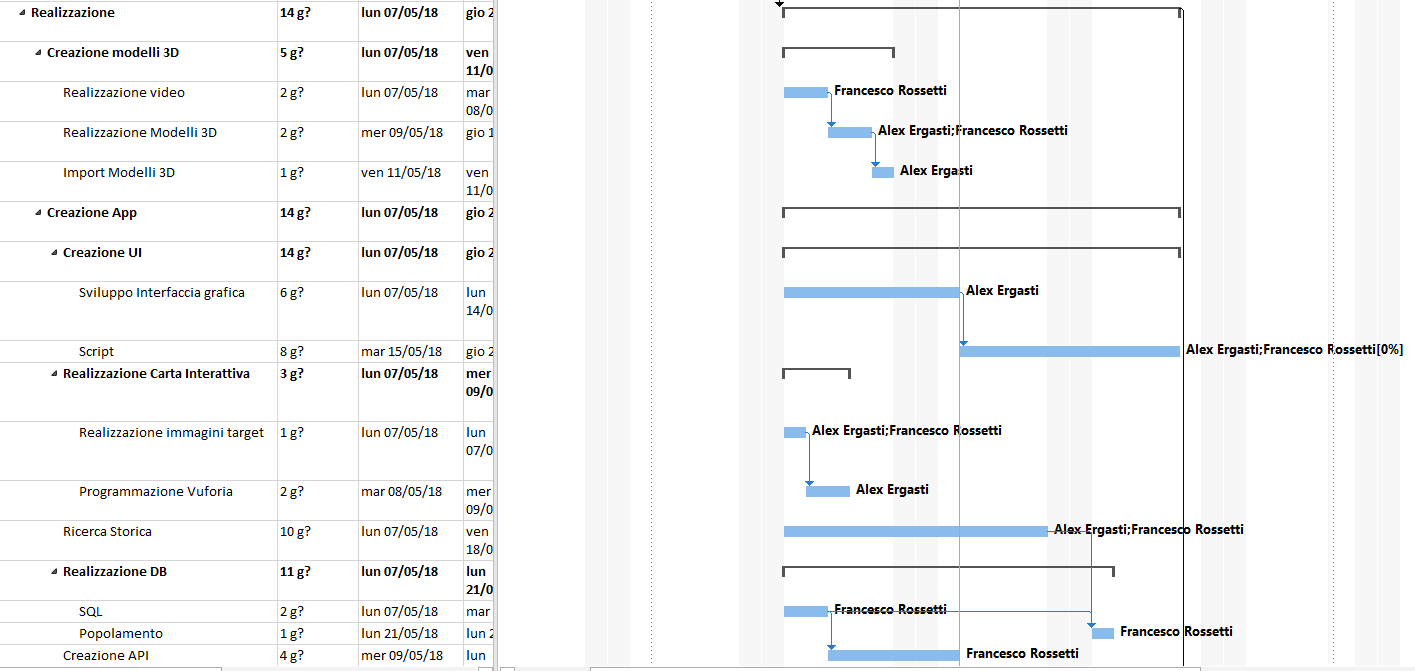 Realizzazione 14 g? lun 07/05/18 gio 2
Creazione modelli 3D 5 g? lun 07/05/18 ven
11/0
Realizzazione video 2 g? lun 07/05/18 mar Francesco Rossetti
08/0
Realizzazione Modelli 3D 2 g? mer 09/05/18 gio 1 Alex Ergasti;Francesco Rossetti
Import Modelli 3D 1 g? ven 11/05/18 ven Alex Ergasti
11/0
Creazione App 14 g? lun 07/05/18 gio 2
Creazione UI 14 g? lun 07/05/18 gio 2
Sviluppo Interfaccia grafica 6 g? lun 07/05/18 lun Alex Ergasti
14/0
Script 8 g? mar 15/05/18 gio 2 Alex Ergasti;Francesco Rossetti[0%]
Realizzazione Carta Interattiva 3 g? lun 07/05/18 mer
09/0
Realizzazione immagini target 1 g? lun 07/05/18 lun Alex Ergasti;Francesco Rossetti
07/0
Programmazione Vuforia 2 g? mar 08/05/18 mer Alex Ergasti
09/0
Ricerca Storica 10 g? lun 07/05/18 ven Alex Ergasti;Francesco Rossetti
18/0
Realizzazione DB 11 g? lun 07/05/18 lun
21/0
SQL 2 g? lun 07/05/18 mar Francesco Rossetti
Popolamento 1 g? lun 21/05/18 lun 2 Francesco Rossetti
Creazione API 4 g? mer 09/05/18 lun Francesco Rossetti